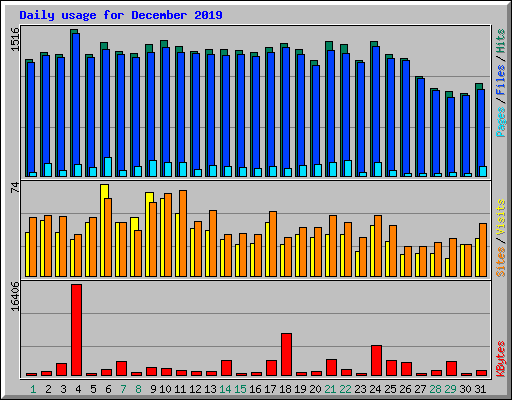 Daily usage for December 2019
1516
Pages / Files / Hits
74
Sites / Visits
16406
KBytes
1 2 3 4 5 6 7 8 9 10 11 12 13 14 15 16 17 18 19 20 21 22 23 24 25 26 27 28 29 30 31